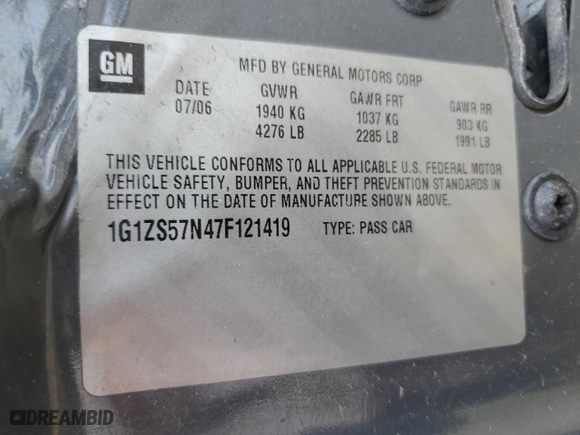 GM
MFD BY GENERAL MOTORS CORP
DATE GVWR GAWR FRT GAWR RR
07/06 1940 KG 1037 KG 903 KG
4276 LB 2285 LB 1991 LB
THIS VEHICLE CONFORMS TO ALL APPLICABLE U.S. FEDERAL MOTOR
VEHICLE SAFETY, BUMPER, AND THEFT PREVENTION STANDARDS IN
EFFECT ON THE DATE OF MANUFACTURE SHOWN ABOVE.
1G1ZS57N47F121419 TYPE: PASS CAR
DREAMBID